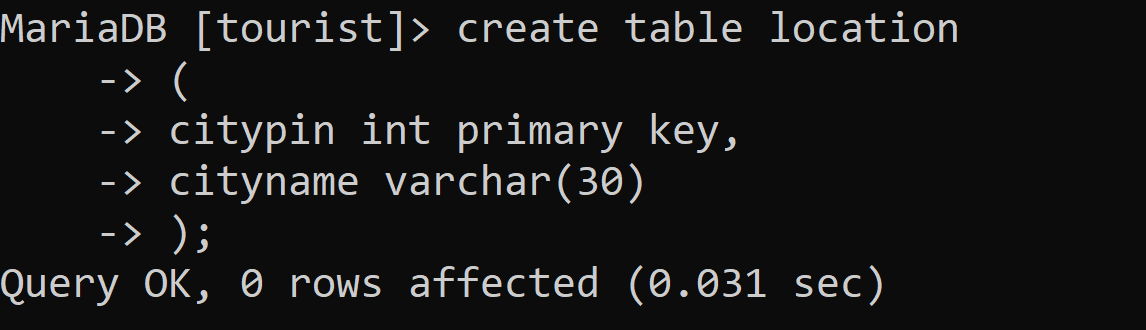 MariaDB [tourist]> create table location
    -> (
    -> citypin int primary key,
    -> cityname varchar(30)
    -> );
Query OK, 0 rows affected (0.031 sec)